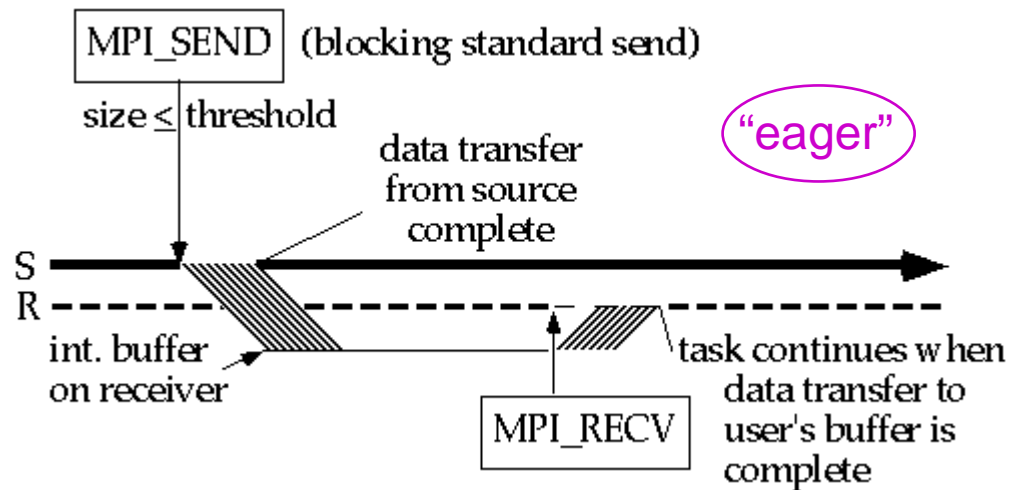 MPI_SEND (blocking standard send)
size ≤ threshold
“eager”
data transfer
from source
complete
S
R
int. buffer
on receiver
MPI_RECV
task continues when
data transfer to
user's buffer is
complete